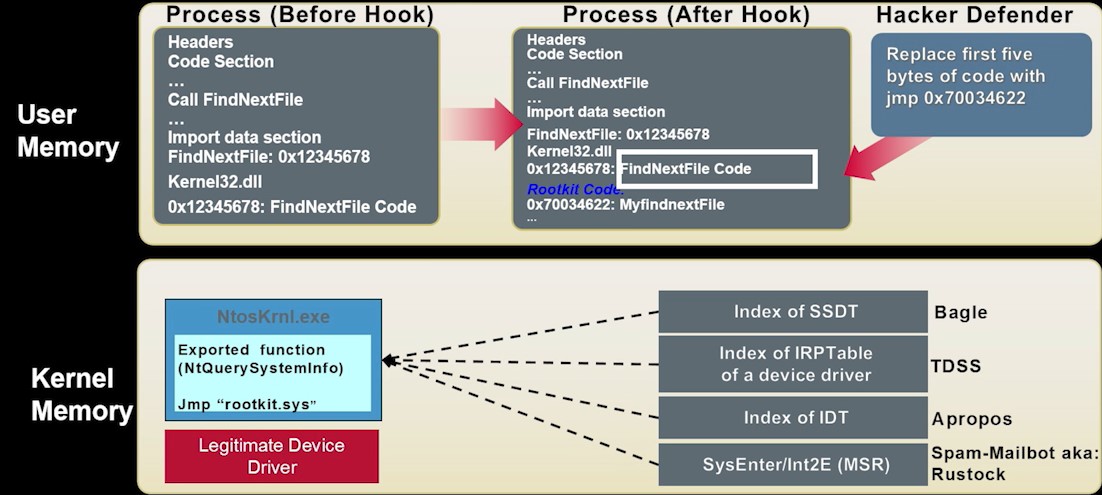 Process (Before Hook)
Process (After Hook)
Hacker Defender
User
Memory
Headers
Code Section
...
Call FindNextFile
...
Import data section
FindNextFile: 0x12345678
Kernel32.dll
0x12345678: FindNextFile Code
Headers
Code Section
...
Call FindNextFile
...
Import data section
FindNextFile: 0x12345678
Kernel32.dll
0x12345678: FindNextFile Code
Rootkit Code:
0x70034622: MyfindnextFile
...
Replace first five
bytes of code with
jmp 0x70034622
Kernel
Memory
NtosKrnl.exe
Exported function
(NtQuerySystemInfo)
Jmp “rootkit.sys”
Legitimate Device
Driver
Index of SSDT
Bagle
Index of IRPTable
of a device driver
TDSS
Index of IDT
Apropos
SysEnter/Int2E (MSR)
Spam-Mailbot aka:
Rustock